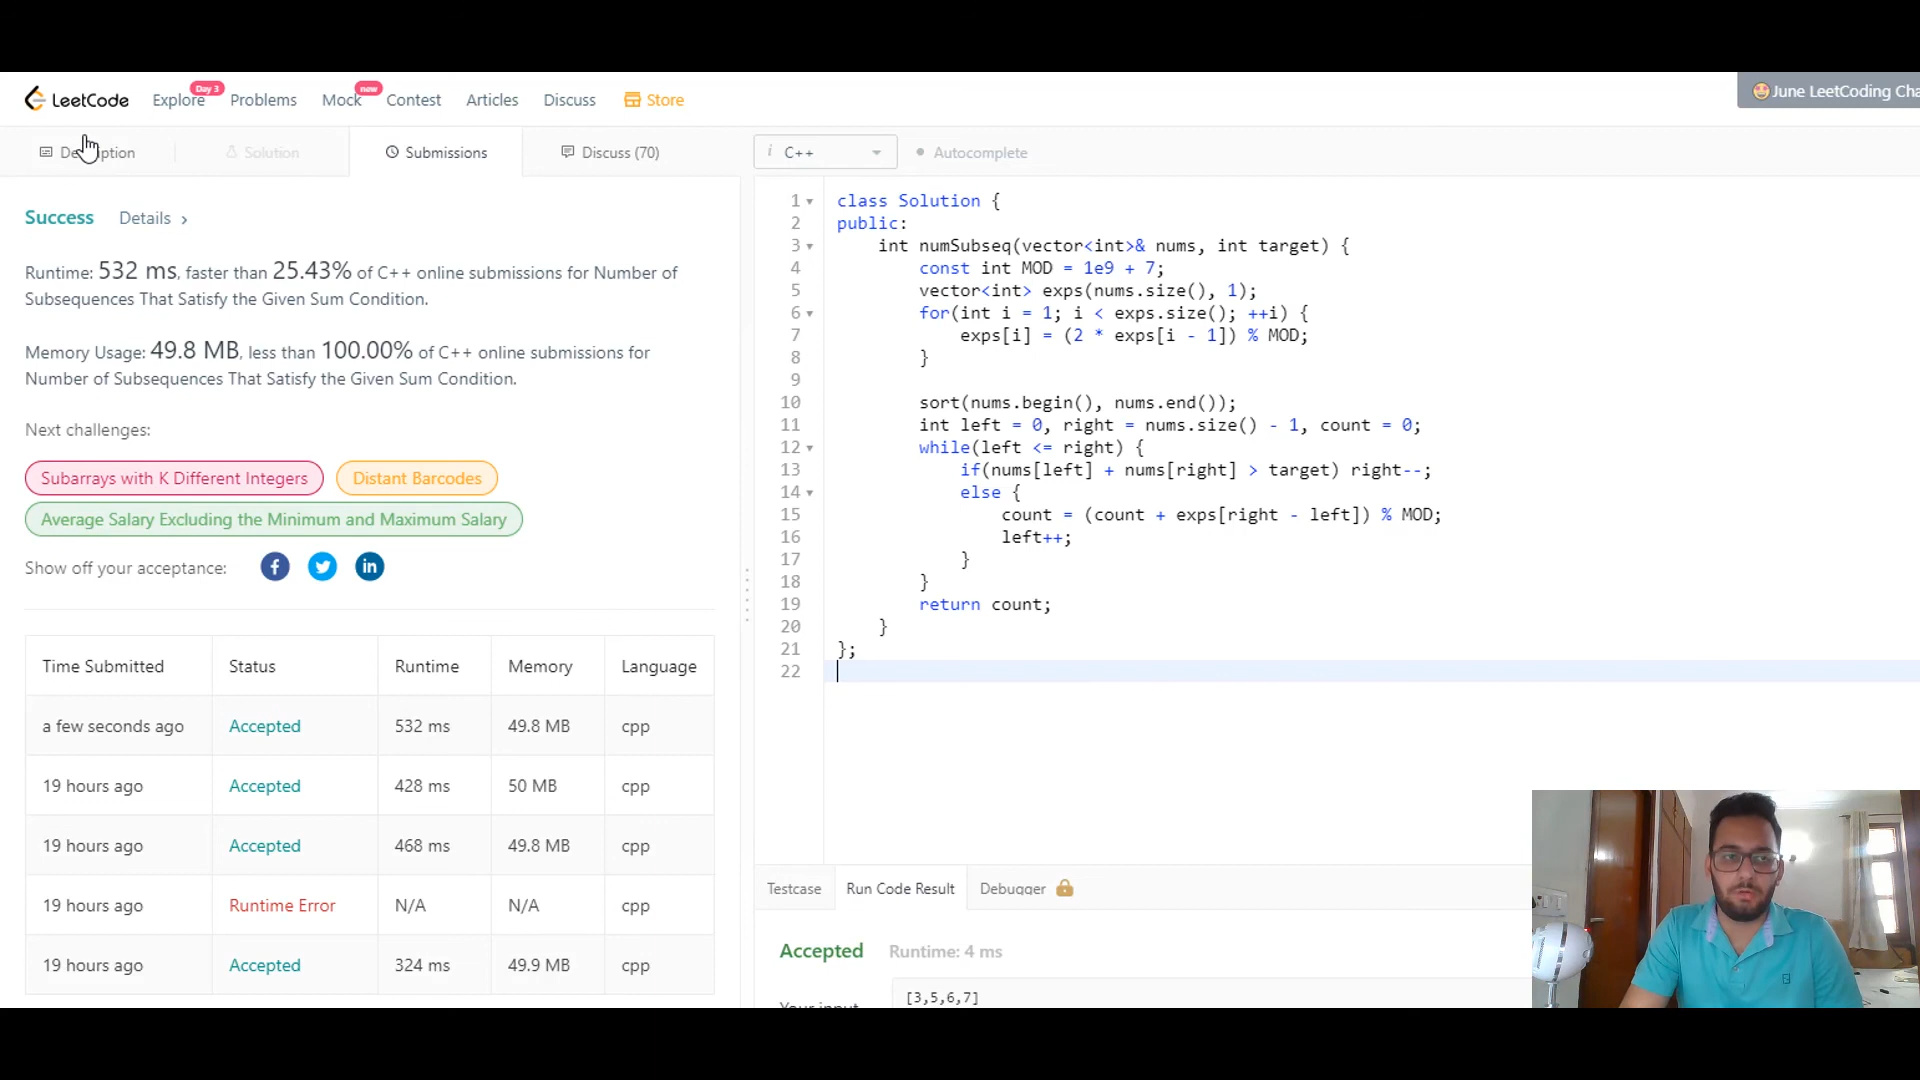 LeetCode
Explore
Day 3
Problems
Mock
new
Contest
Articles
Discuss
Store
June LeetCoding Cha
Solution
Submissions
Discuss (70)
i C++
Autocomplete
Success Details >
Runtime: 532 ms, faster than 25.43% of C++ online submissions for Number of
Subsequences That Satisfy the Given Sum Condition.
Memory Usage: 49.8 MB, less than 100.00% of C++ online submissions for
Number of Subsequences That Satisfy the Given Sum Condition.
Next challenges:
Subarrays with K Different Integers
Distant Barcodes
Average Salary Excluding the Minimum and Maximum Salary
Show off your acceptance:
Time Submitted Status Runtime Memory Language
a few seconds ago Accepted 532 ms 49.8 MB cpp
19 hours ago Accepted 428 ms 50 MB cpp
19 hours ago Accepted 468 ms 49.8 MB cpp
19 hours ago Runtime Error N/A N/A cpp
19 hours ago Accepted 324 ms 49.9 MB cpp
1 class Solution {
2 public:
3 int numSubseq(vector<int>& nums, int target) {
4 const int MOD = 1e9 + 7;
5 vector<int> exps(nums.size(), 1);
6 for(int i = 1; i < exps.size(); ++i) {
7 exps[i] = (2 * exps[i - 1]) % MOD;
8 }
9
10 sort(nums.begin(), nums.end());
11 int left = 0, right = nums.size() - 1, count = 0;
12 while(left <= right) {
13 if(nums[left] + nums[right] > target) right--;
14 else {
15 count = (count + exps[right - left]) % MOD;
16 left++;
17 }
18 }
19 return count;
20 }
21 };
22
Testcase
Run Code Result
Debugger
Accepted Runtime: 4 ms
Your input
[3,5,6,7]